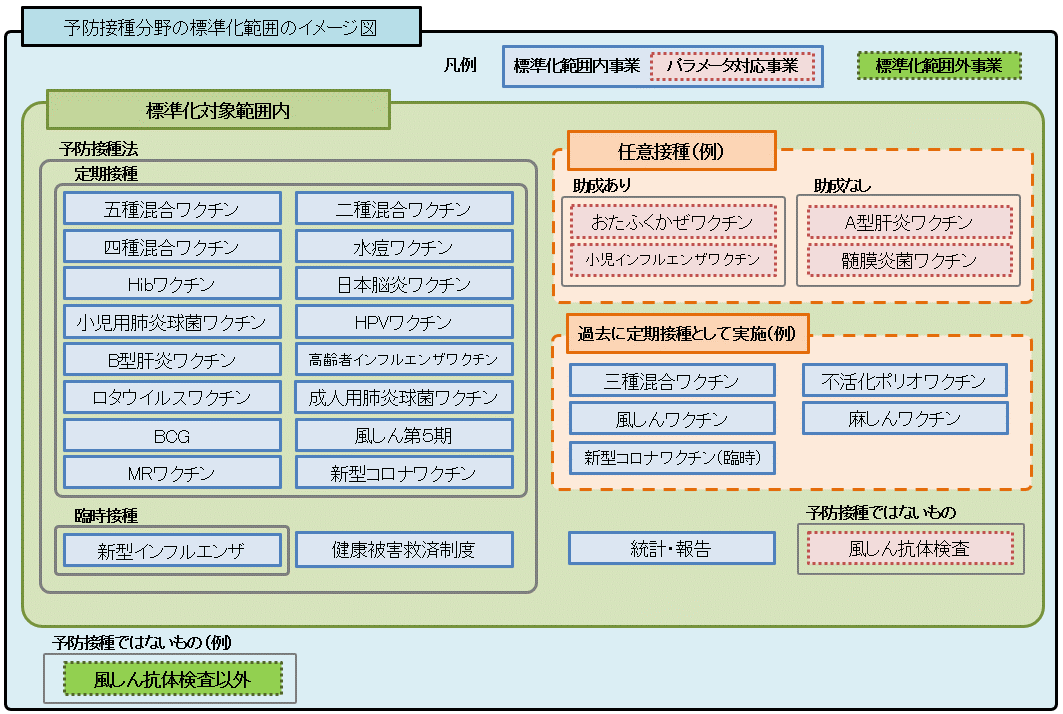 予防接種分野の標準化範囲のイメージ図
凡例
標準化範囲内事業
パラメータ対応事業
標準化範囲外事業
標準化対象範囲内
予防接種法
定期接種
五種混合ワクチン
二種混合ワクチン
四種混合ワクチン
水痘ワクチン
Hibワクチン
日本脳炎ワクチン
小児用肺炎球菌ワクチン
HPVワクチン
B型肝炎ワクチン
高齢者インフルエンザワクチン
ロタウイルスワクチン
成人用肺炎球菌ワクチン
BCG
風しん第5期
MRワクチン
新型コロナワクチン
臨時接種
新型インフルエンザ
健康被害救済制度
任意接種(例)
助成あり
おたふくかぜワクチン
小児インフルエンザワクチン
助成なし
A型肝炎ワクチン
髄膜炎菌ワクチン
過去に定期接種として実施(例)
三種混合ワクチン
不活化ポリオワクチン
風しんワクチン
麻しんワクチン
新型コロナワクチン(臨時)
統計・報告
予防接種ではないもの
風しん抗体検査
予防接種ではないもの(例)
風しん抗体検査以外